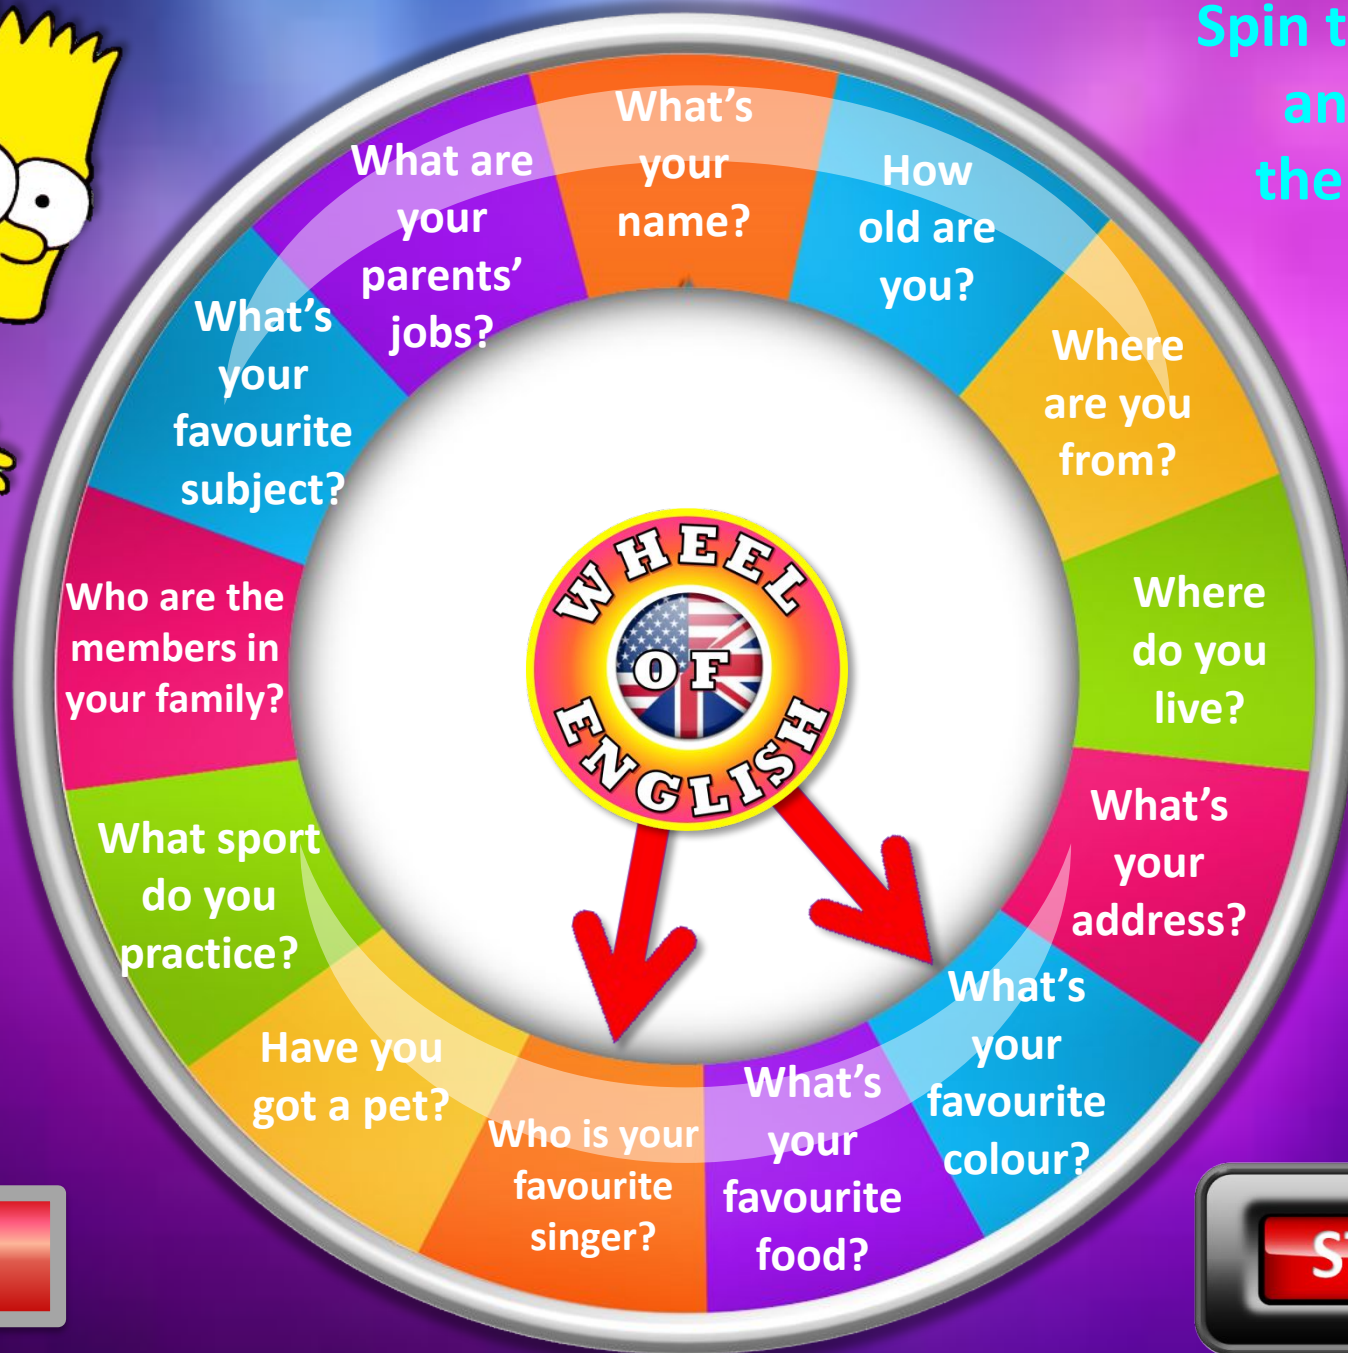 Spin t
an
the
What's
your
name?
How
old are
you?
Where
are you
from?
Where
do you
live?
What's
your
address?
What's
your
favourite
colour?
What's
your
favourite
food?
Who is your
favourite
singer?
Have you
got a pet?
What sport
do you
practice?
Who are the
members in
your family?
What's
your
favourite
subject?
What are
your
parents'
jobs?
WHEEL
OF
ENGLISH